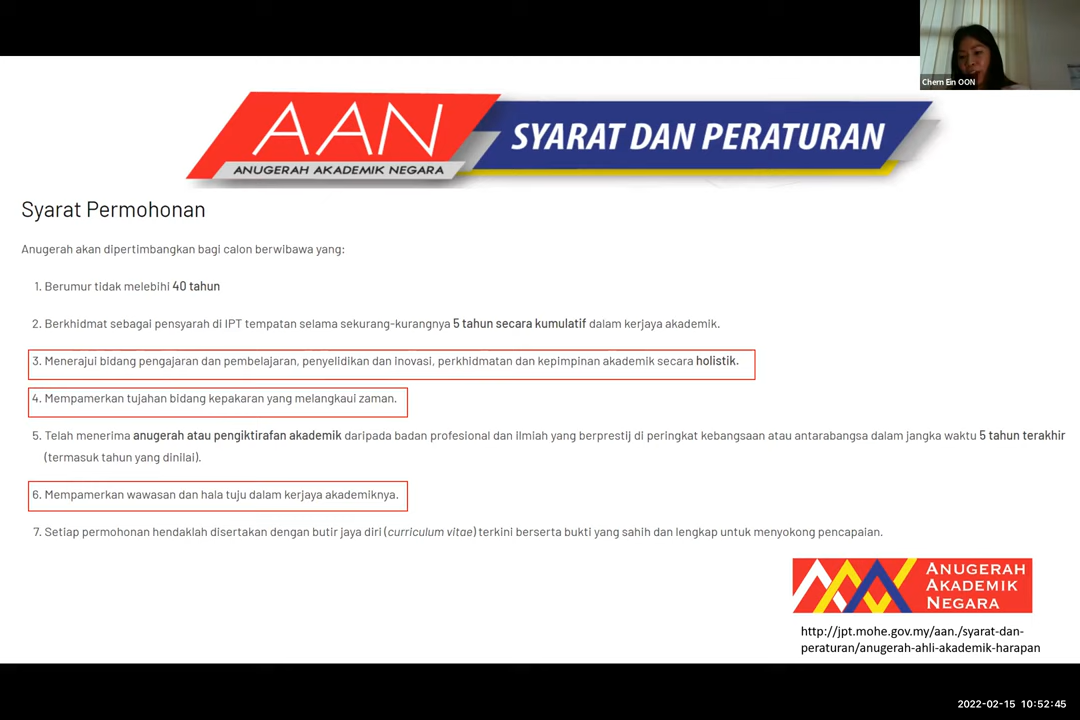 Chern Ein OON
AAN
ANUGERAH AKADEMIK NEGARA
SYARAT DAN PERATURAN
Syarat Permohonan
Anugerah akan dipertimbangkan bagi calon berwibawa yang:
1. Berumur tidak melebihi 40 tahun
2. Berkhidmat sebagai pensyarah di IPT tempatan selama sekurang-kurangnya 5 tahun secara kumulatif dalam kerjaya akademik.
3. Menerajui bidang pengajaran dan pembelajaran, penyelidikan dan inovasi, perkhidmatan dan kepimpinan akademik secara holistik.
4. Mempamerkan tujahan bidang kepakaran yang melangkaui zaman.
5. Telah menerima anugerah atau pengiktirafan akademik daripada badan profesional dan ilmiah yang berprestij di peringkat kebangsaan atau antarabangsa dalam jangka waktu 5 tahun terakhir
(termasuk tahun yang dinilai).
6. Mempamerkan wawasan dan hala tuju dalam kerjaya akademiknya.
7. Setiap permohonan hendaklah disertakan dengan butir jaya diri (curriculum vitae) terkini berserta bukti yang sahih dan lengkap untuk menyokong pencapaian.
ANUGERAH
AKADEMIK
NEGARA
http://jpt.mohe.gov.my/aan./syarat-dan-
peraturan/anugerah-ahli-akademik-harapan
2022-02-15 10:52:45